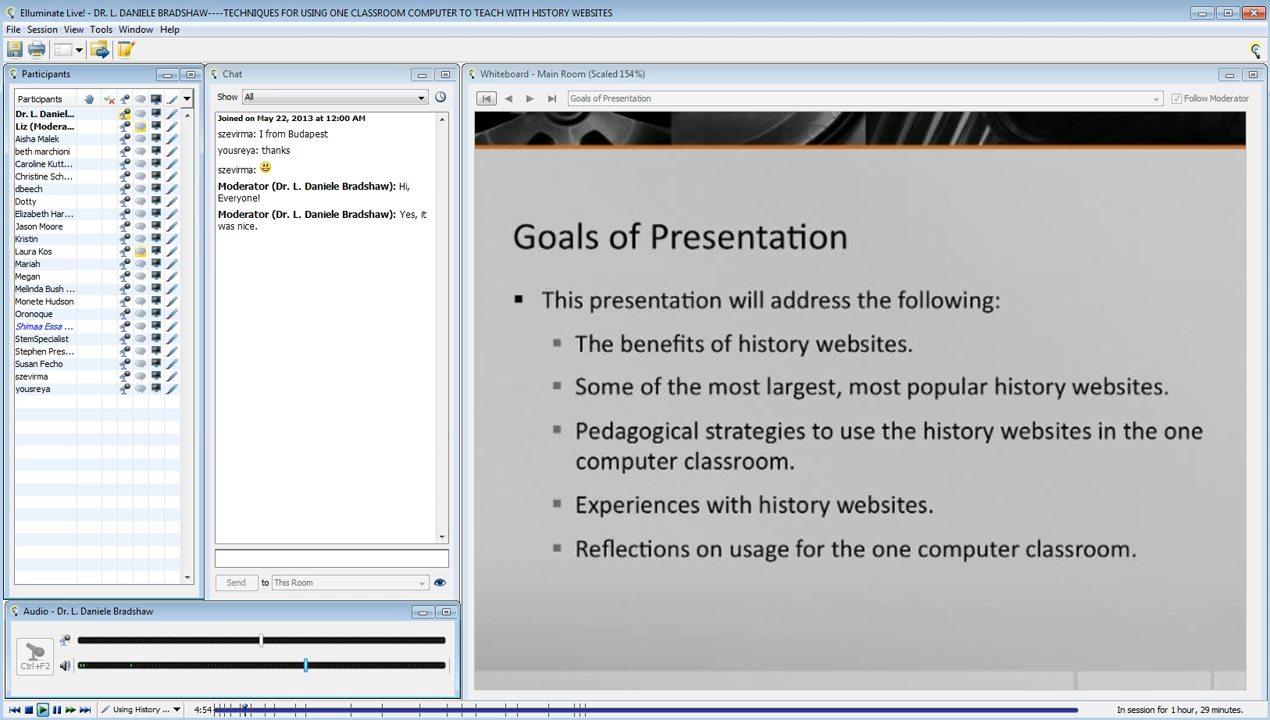 Elluminate Live! - DR. L. DANIELE BRADSHAW----TECHNIQUES FOR USING ONE CLASSROOM COMPUTER TO TEACH WITH HISTORY WEBSITES
File Session View Tools Window Help
Participants
Participants
Dr. L. Daniel...
Liz (Modera...
Aisha Malek
beth marchioni
Caroline Kutt...
Christine Sch...
dbeech
Dotty
Elizabeth Har...
Jason Moore
Kristin
Laura Kos
Mariah
Megan
Melinda Bush ...
Monete Hudson
Oronoque
Shimaa Essa ...
StemSpecialist
Stephen Pres...
Susan Fecho
szevirma
yousreya
Chat
Show All
Joined on May 22, 2013 at 12:00 AM
szevirma: I from Budapest
yousreya: thanks
szevirma:
Moderator (Dr. L. Daniele Bradshaw): Hi,
Everyone!
Moderator (Dr. L. Daniele Bradshaw): Yes, it
was nice.
Send to This Room
Audio - Dr. L. Daniele Bradshaw
Ctrl+F2
Whiteboard - Main Room (Scaled 154%)
Goals of Presentation
Follow Moderator
Goals of Presentation
This presentation will address the following:
The benefits of history websites.
Some of the most largest, most popular history websites.
Pedagogical strategies to use the history websites in the one
computer classroom.
Experiences with history websites.
Reflections on usage for the one computer classroom.
Using History ... 4:54
In session for 1 hour, 29 minutes.